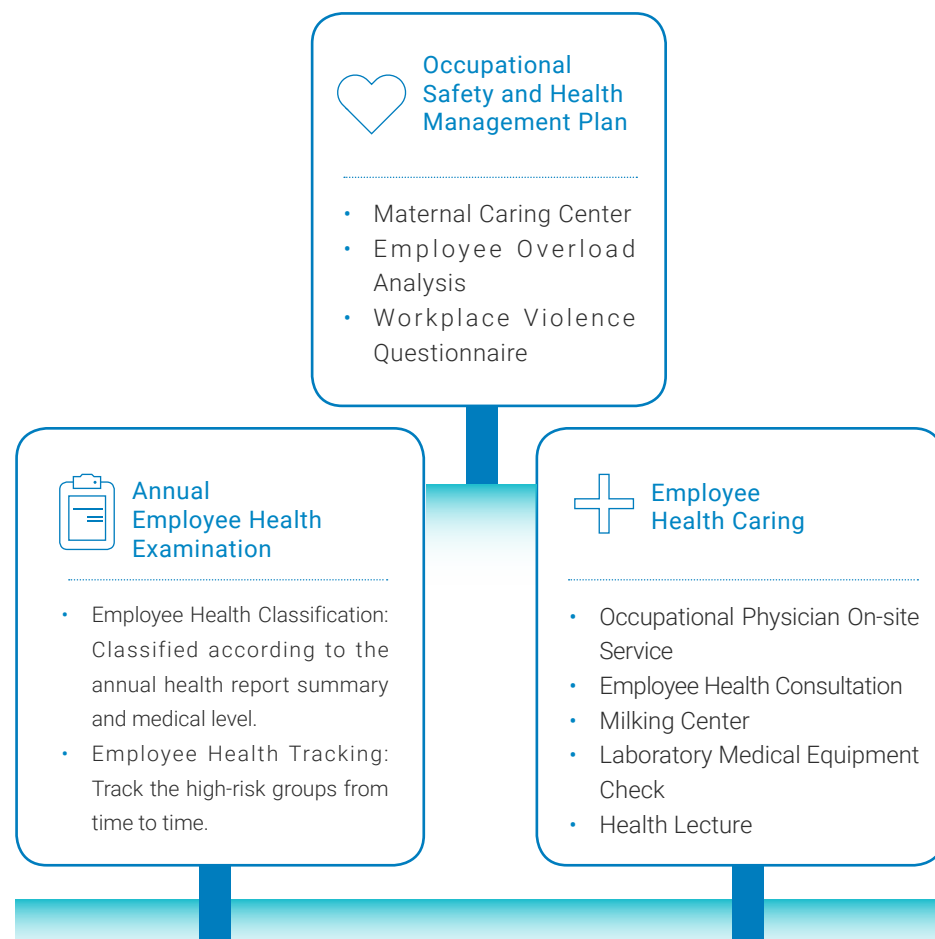 Occupational
Safety and Health
Management Plan
• Maternal Caring Center
• Employee Overload
Analysis
• Workplace Violence
Questionnaire
Annual
Employee Health
Examination
• Employee Health Classification:
Classified according to the
annual health report summary
and medical level.
• Employee Health Tracking:
Track the high-risk groups from
time to time.
Employee
Health Caring
• Occupational Physician On-site
Service
• Employee Health Consultation
• Milking Center
• Laboratory Medical Equipment
Check
• Health Lecture